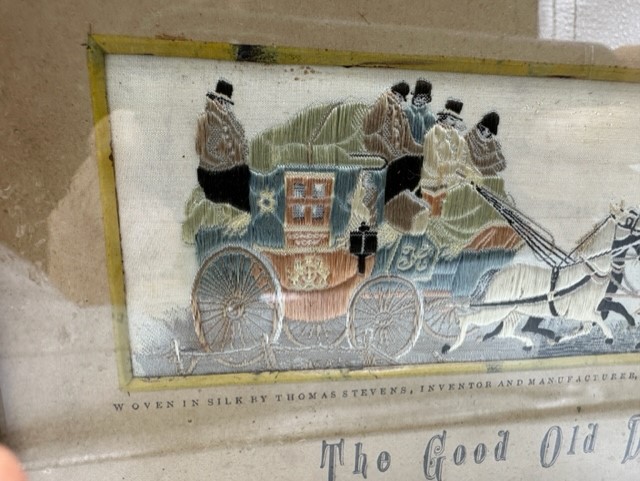 WOVEN IN SILK BY THOMAS STEVENS, INVENTOR AND MANUFACTURER,
The Good Old D